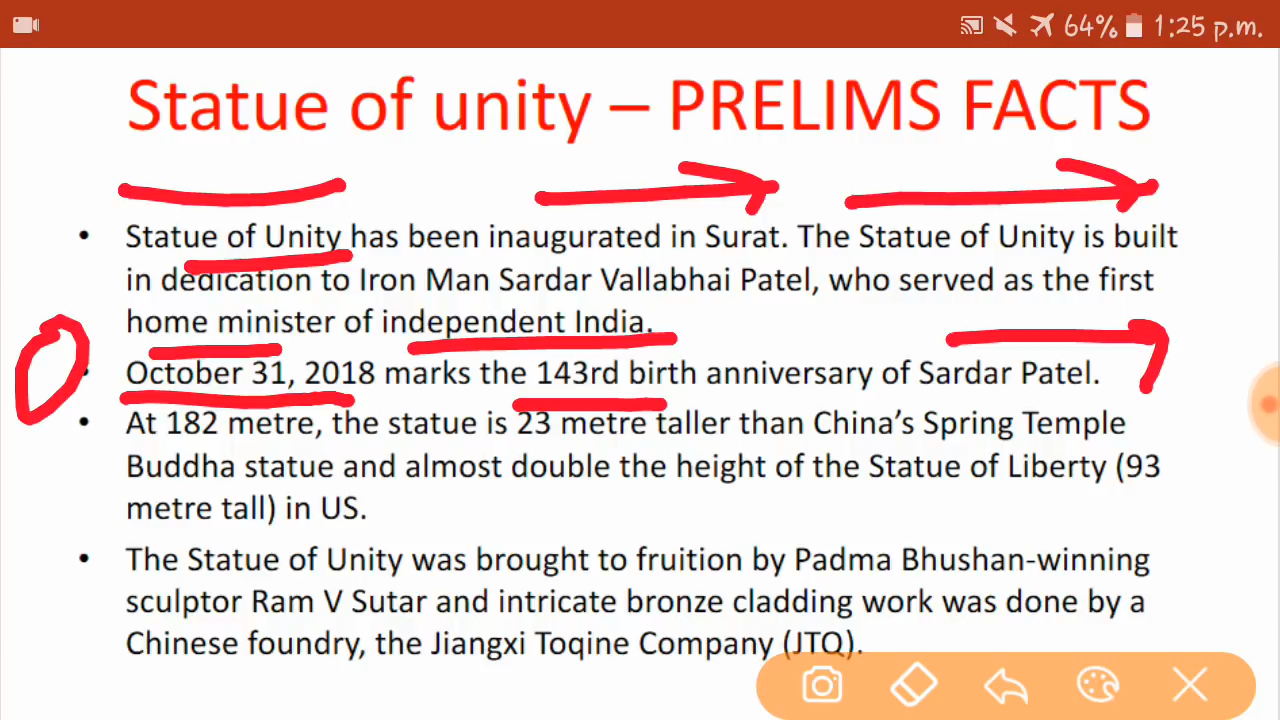 64% 1:25 p.m.
Statue of unity – PRELIMS FACTS
• Statue of Unity has been inaugurated in Surat. The Statue of Unity is built
in dedication to Iron Man Sardar Vallabhai Patel, who served as the first
home minister of independent India.
• October 31, 2018 marks the 143rd birth anniversary of Sardar Patel.
• At 182 metre, the statue is 23 metre taller than China’s Spring Temple
Buddha statue and almost double the height of the Statue of Liberty (93
metre tall) in US.
• The Statue of Unity was brought to fruition by Padma Bhushan-winning
sculptor Ram V Sutar and intricate bronze cladding work was done by a
Chinese foundry, the Jiangxi Toqine Company (JTQ).